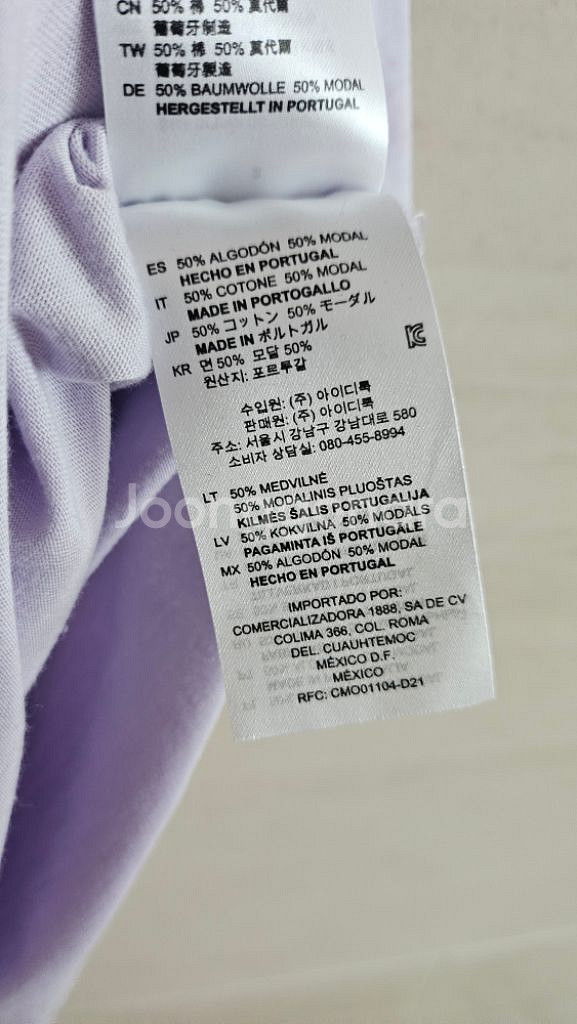 CN 50% 棉 50% 莫代爾
葡萄牙制造
TW 50% 棉 50% 莫代爾
葡萄牙製造
DE 50% BAUMWOLLE 50% MODAL
HERGESTELLT IN PORTUGAL
ES 50% ALGODÓN 50% MODAL
HECHO EN PORTUGAL
IT 50% COTONE 50% MODAL
MADE IN PORTOGALLO
JP 50% コットン 50% モーダル
MADE IN ポルトガル
KR 면 50% 모달 50%
원산지: 포르투갈
수입원: (주) 아이디룩
판매원: (주) 아이디룩
주소: 서울시 강남구 강남대로 580
소비자 상담실: 080-455-8994
LT 50% MEDVILNĖ
50% MODALINIS PLUOŠTAS
KILMĖS ŠALIS PORTUGALIJA
LV 50% KOKVILNA 50% MODĀLS
PAGAMINTA IŠ PORTUGĀLE
MX 50% ALGODÓN 50% MODAL
HECHO EN PORTUGAL
IMPORTADO POR:
COMERCIALIZADORA 1888, SA DE CV
COLIMA 366, COL. ROMA
DEL. CUAUHTEMOC
MÉXICO D.F.
MÉXICO
RFC: CMO01104-D21